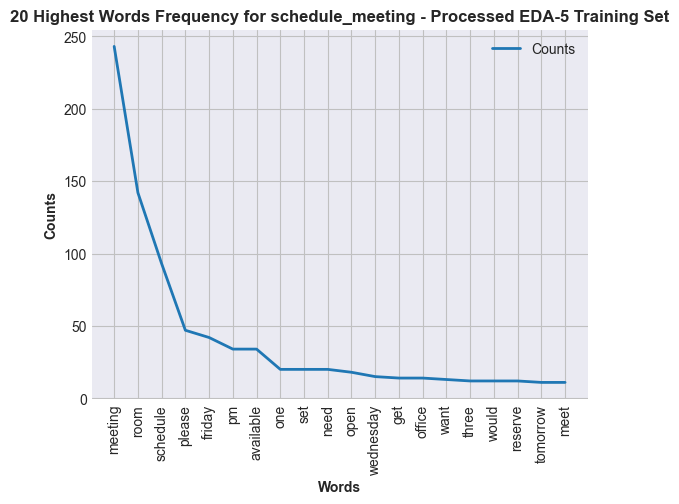 20 Highest Words Frequency for schedule_meeting - Processed EDA-5 Training Set
Counts
250
200
150
100
50
0
Counts
meeting
room
schedule
please
friday
pm
available
one
set
need
open
wednesday
get
office
want
three
would
reserve
tomorrow
meet
Words